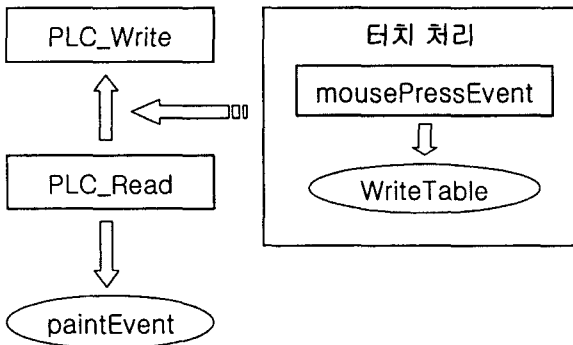 PLC_Write
터치 처리
mousePressEvent
PLC_Read
WriteTable
paintEvent